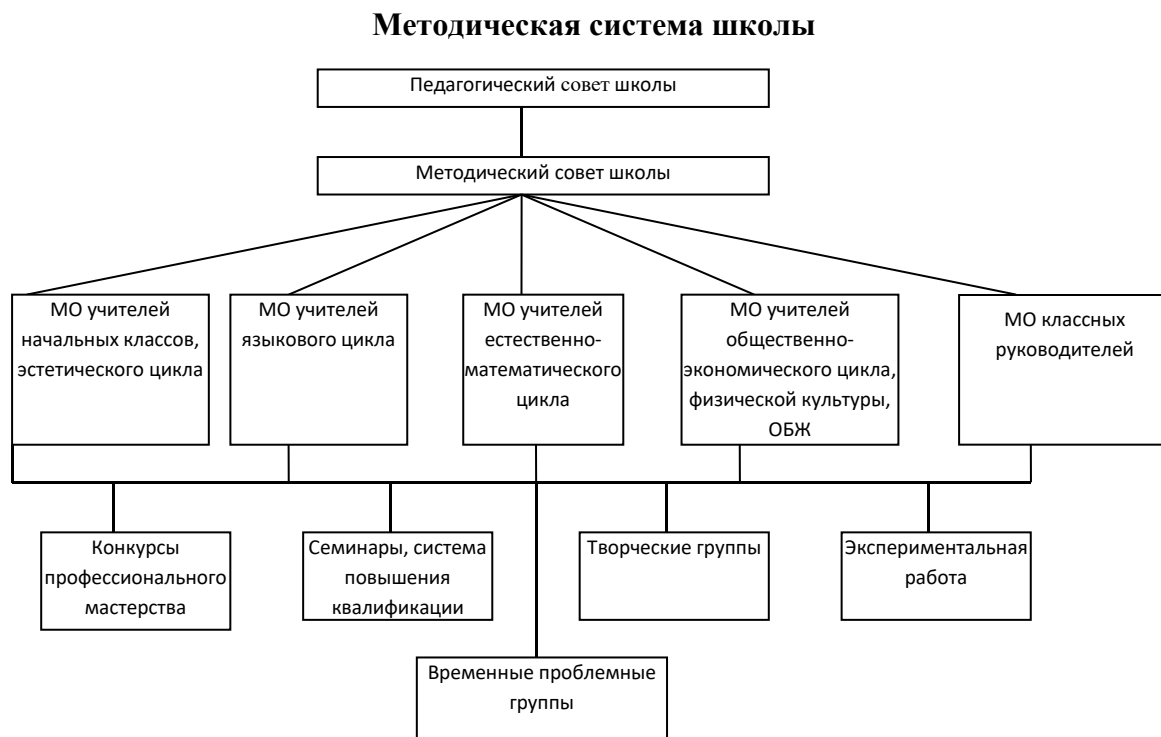 Методическая система школы
Педагогический совет школы
Методический совет школы
МО учителей
начальных классов,
эстетического цикла
МО учителей
языкового цикла
МО учителей
естественно-
математического
цикла
МО учителей
общественно-
экономического цикла,
физической культуры,
ОБЖ
МО классных
руководителей
Конкурсы
профессионального
мастерства
Семинары, система
повышения
квалификации
Творческие группы
Экспериментальная
работа
Временные проблемные
группы